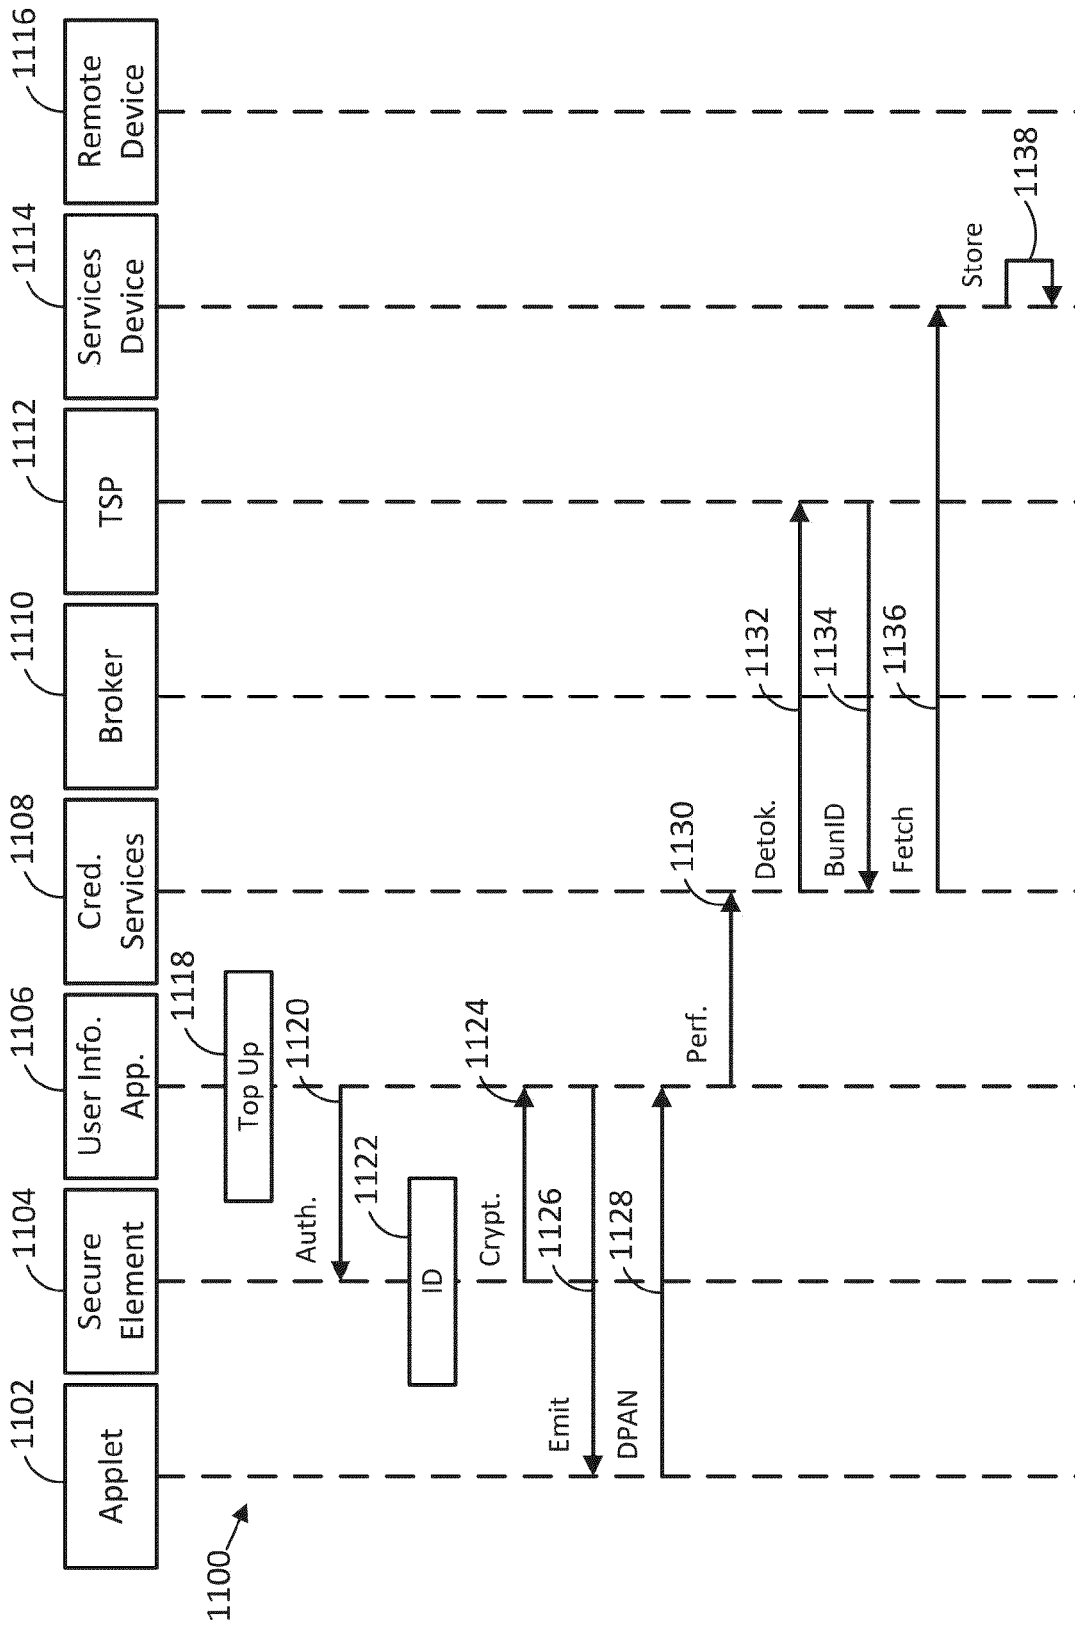 1102
1104
1106
1108
1110
1112
1114
1116
Applet
Secure
Element
User Info.
App.
Cred.
Services
Broker
TSP
Services
Device
Remote
Device
1100
1118
Top Up
Auth.
1120
1122
ID
Crypt.
1124
Emit
1126
DPAN
1128
Perf.
1130
Detok.
1132
BunID
1134
Fetch
1136
Store
1138